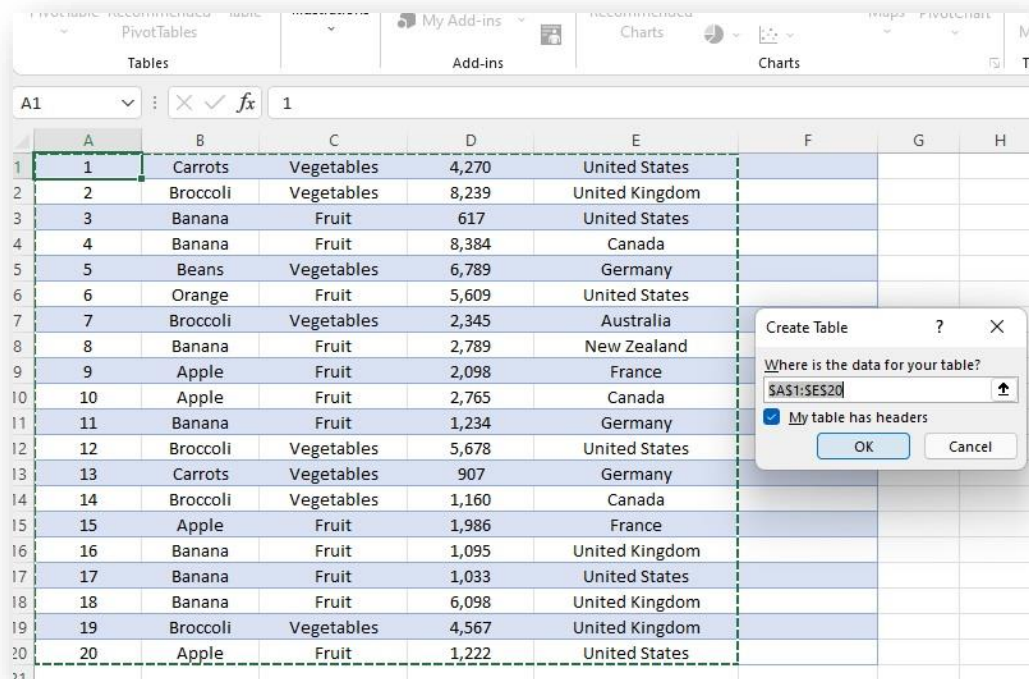 PivotTable Recommended Table
PivotTables
Illustrations
My Add-ins
Recommended
Charts
Maps PivotChart
Tables
Add-ins
Charts
A1
fx
1
A B C D E F G H
1 1 Carrots Vegetables 4,270 United States
2 2 Broccoli Vegetables 8,239 United Kingdom
3 3 Banana Fruit 617 United States
4 4 Banana Fruit 8,384 Canada
5 5 Beans Vegetables 6,789 Germany
6 6 Orange Fruit 5,609 United States
7 7 Broccoli Vegetables 2,345 Australia
8 8 Banana Fruit 2,789 New Zealand
9 9 Apple Fruit 2,098 France
10 10 Apple Fruit 2,765 Canada
11 11 Banana Fruit 1,234 Germany
12 12 Broccoli Vegetables 5,678 United States
13 13 Carrots Vegetables 907 Germany
14 14 Broccoli Vegetables 1,160 Canada
15 15 Apple Fruit 1,986 France
16 16 Banana Fruit 1,095 United Kingdom
17 17 Banana Fruit 1,033 United States
18 18 Banana Fruit 6,098 United Kingdom
19 19 Broccoli Vegetables 4,567 United Kingdom
20 20 Apple Fruit 1,222 United States
21
Create Table ?
Where is the data for your table?
$A$1:$E$20
My table has headers
OK Cancel